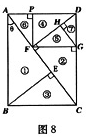 A P D
θ ⑥ ④ H ⑦
⑤
F G
① ②
E
③
B C
图 8